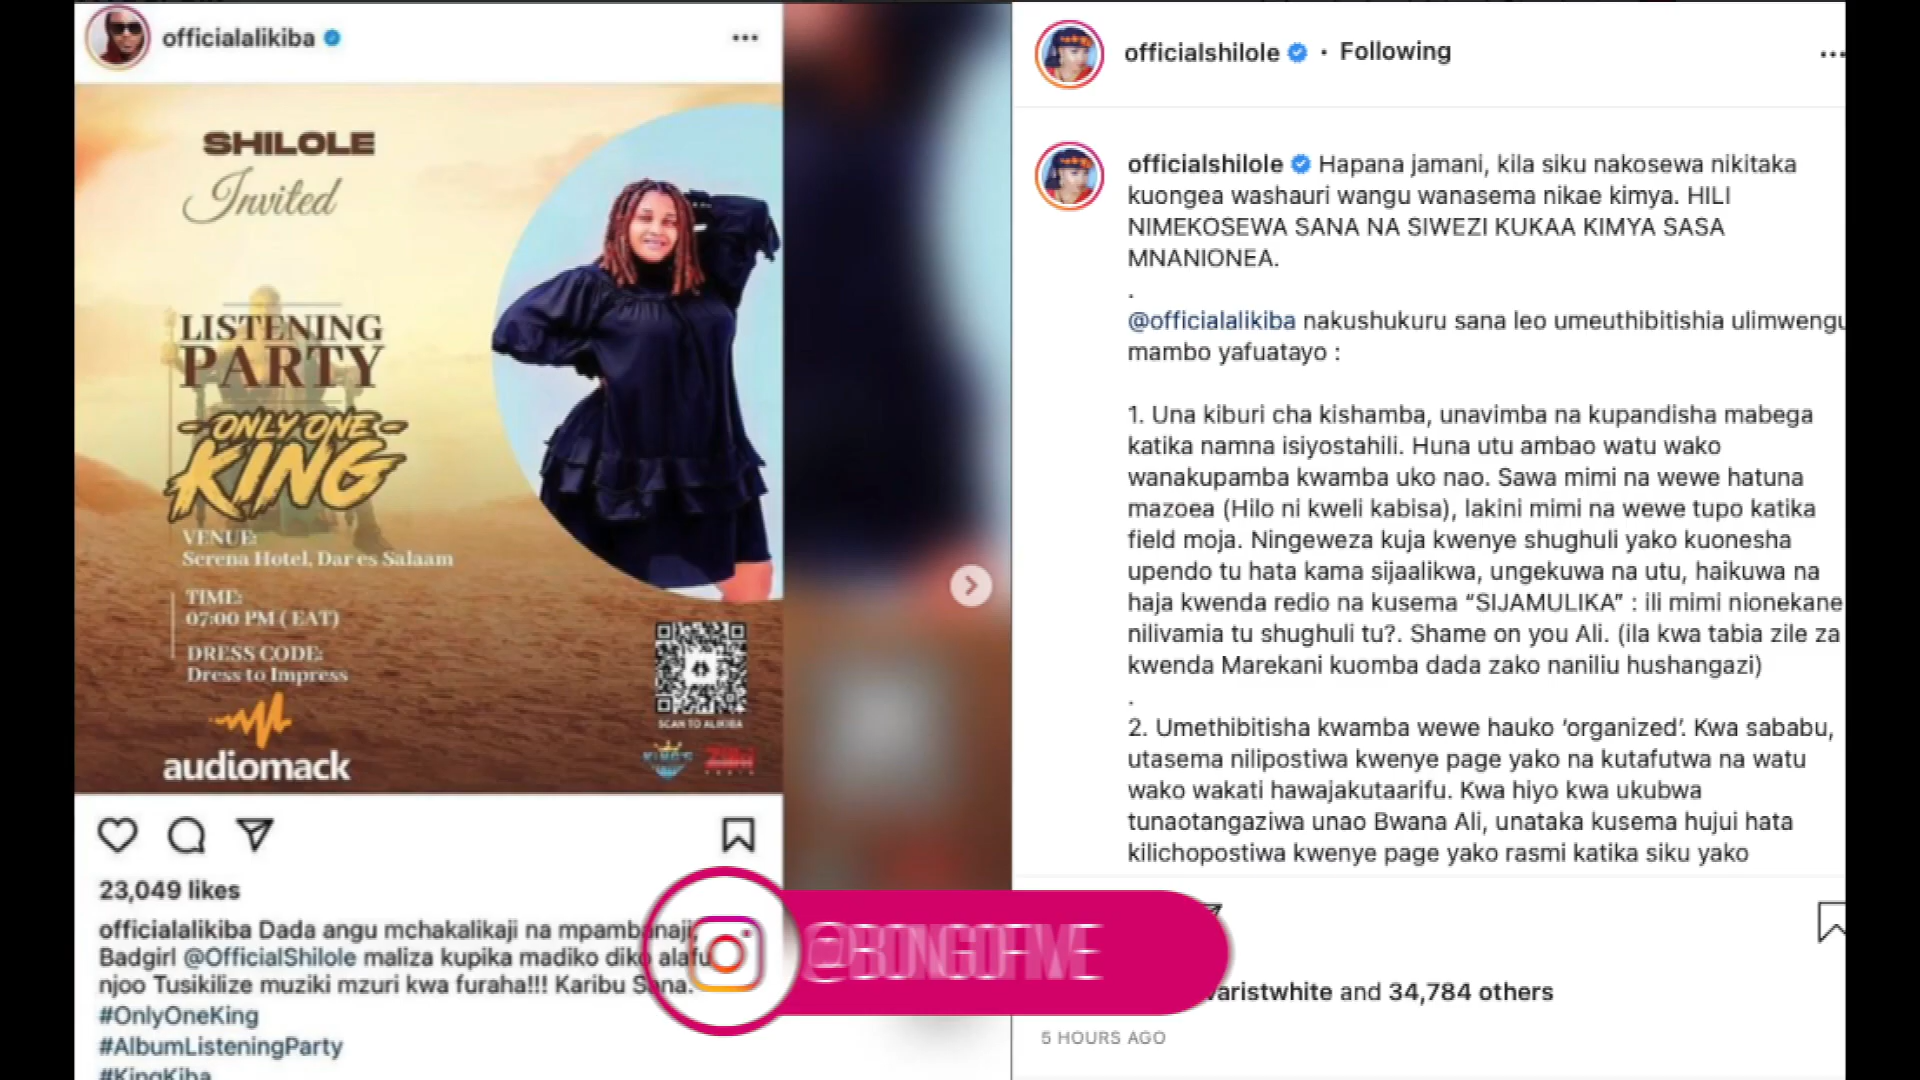 officialalikiba
SHILOLE
Invited
LISTENING
PARTY
ONLY ONE
KING
VENUE:
Serena Hotel, Dar es Salaam
TIME:
07:00 PM ( EAT)
DRESS CODE:
Dress to Impress
audiomack
SCAN TO ALIKIBA
KING'S
23,049 likes
officialalikiba Dada angu mchakalikaji na mpambanaji,
Badgirl @OfficialShilole maliza kupika madiko diko alafu
njoo Tusikilize muziki mzuri kwa furaha!!! Karibu Sana.
#OnlyOneKing
#AlbumListeningParty
#KingKiba
officialshilole • Following
officialshilole Hapana jamani, kila siku nakosewa nikitaka
kuongea washauri wangu wanasema nikae kimya. HILI
NIMEKOSEWA SANA NA SIWEZI KUKAA KIMYA SASA
MNANIONEA.
.
@officialalikiba nakushukuru sana leo umeuthibitishia ulimwengu
mambo yafuatayo :
1. Una kiburi cha kishamba, unavimba na kupandisha mabega
katika namna isiyostahili. Huna utu ambao watu wako
wanakupamba kwamba uko nao. Sawa mimi na wewe hatuna
mazoea (Hilo ni kweli kabisa), lakini mimi na wewe tupo katika
field moja. Ningeweza kuja kwenye shughuli yako kuonesha
upendo tu hata kama sijaalikwa, ungekuwa na utu, haikuwa na
haja kwenda redio na kusema “SIJAMULIKA” : ili mimi nionekane
nilivamia tu shughuli tu?. Shame on you Ali. (ila kwa tabia zile za
kwenda Marekani kuomba dada zako naniliu hushangazi)
.
2. Umethibitisha kwamba wewe hauko ‘organized’. Kwa sababu,
utasema nilipostiwa kwenye page yako na kutafutwa na watu
wako wakati hawajakutaarifu. Kwa hiyo kwa ukubwa
tunaotangaziwa unao Bwana Ali, unataka kusema hujui hata
kilichopostiwa kwenye page yako rasmi katika siku yako
@BONGOFIVE
varistwhite and 34,784 others
5 HOURS AGO